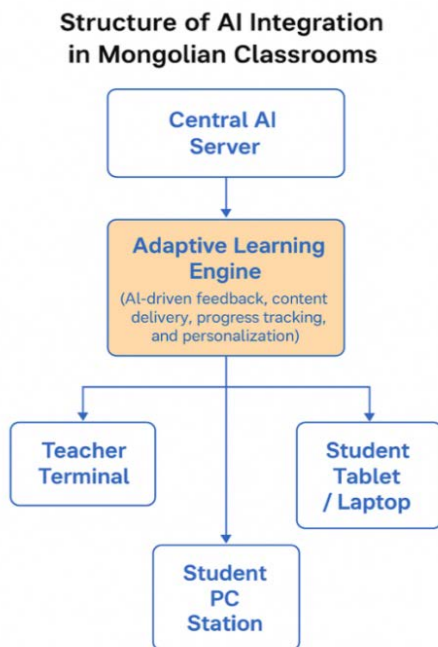 Structure of AI Integration
in Mongolian Classrooms
Central AI
Server
Adaptive Learning
Engine
(AI-driven feedback, content
delivery, progress tracking,
and personalization)
Teacher
Terminal
Student
Tablet
/ Laptop
Student
PC
Station